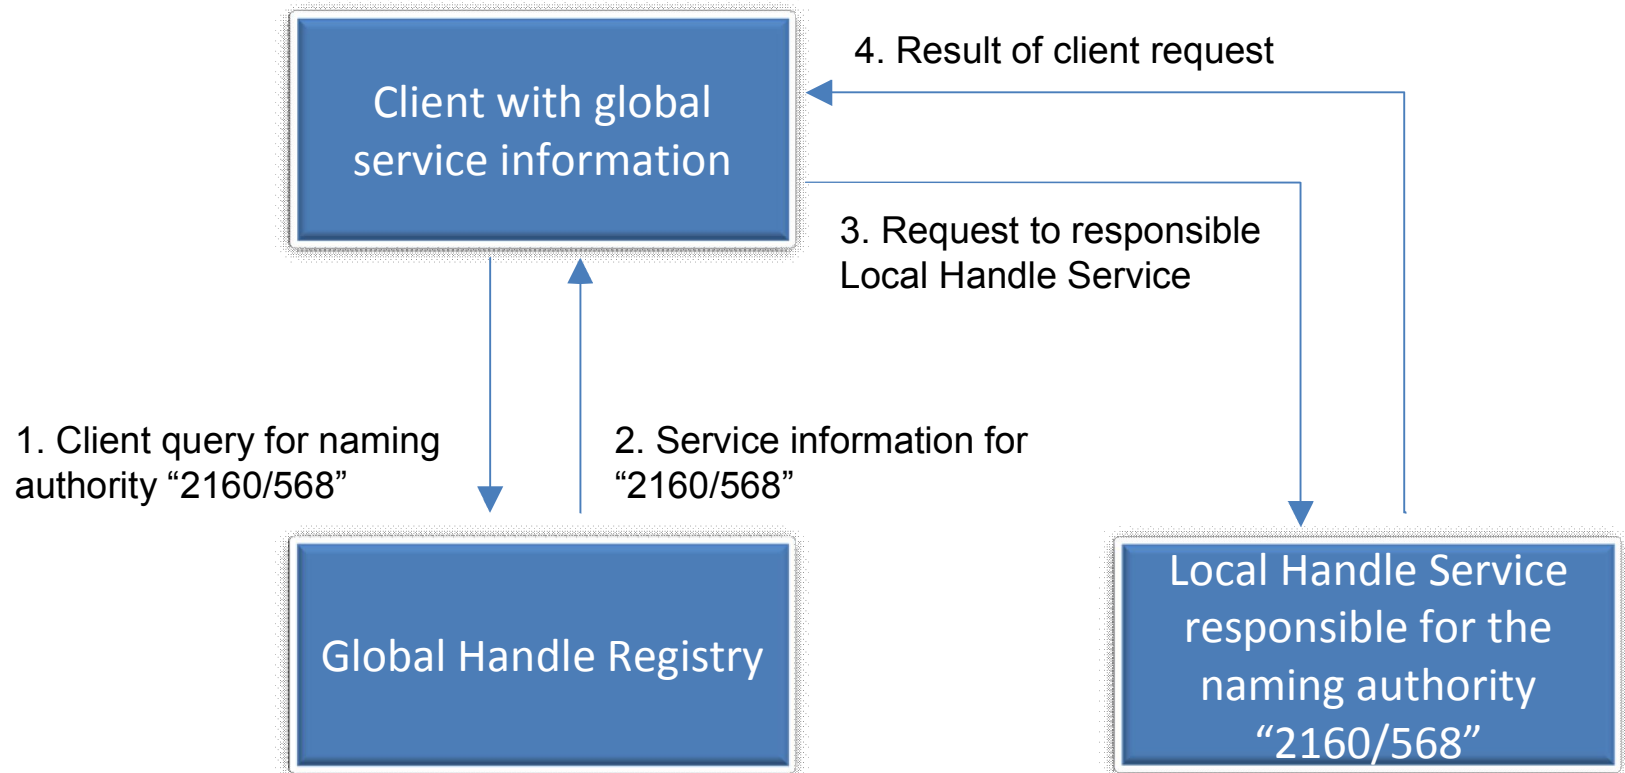 Client with global
service information
4. Result of client request
3. Request to responsible
Local Handle Service
1. Client query for naming
authority “2160/568”
2. Service information for
“2160/568”
Global Handle Registry
Local Handle Service
responsible for the
naming authority
“2160/568”